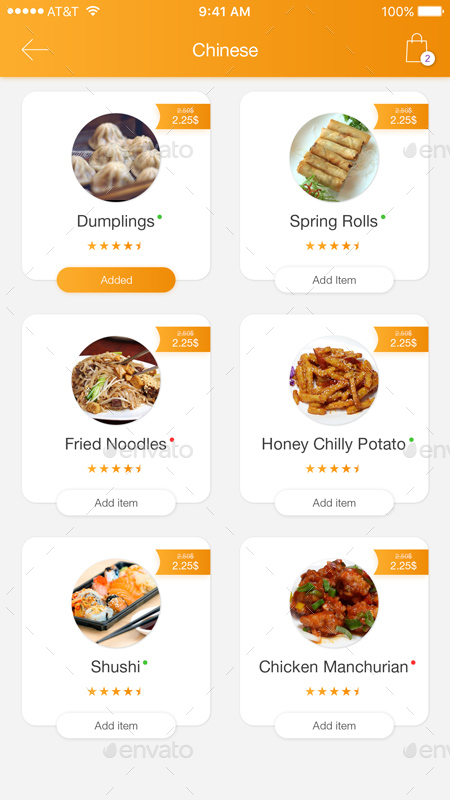 AT&T 9:41 AM 100%
Chinese
2
2.50$ 2.50$
2.25$ 2.25$
Dumplings Spring Rolls
Added Add Item
2.50$ 2.50$
2.25$ 2.25$
Fried Noodles Honey Chilly Potato
Add item Add item
2.50$ 2.50$
2.25$ 2.25$
Shushi Chicken Manchurian
Add item Add item
envato envato
envato envato
envato envato